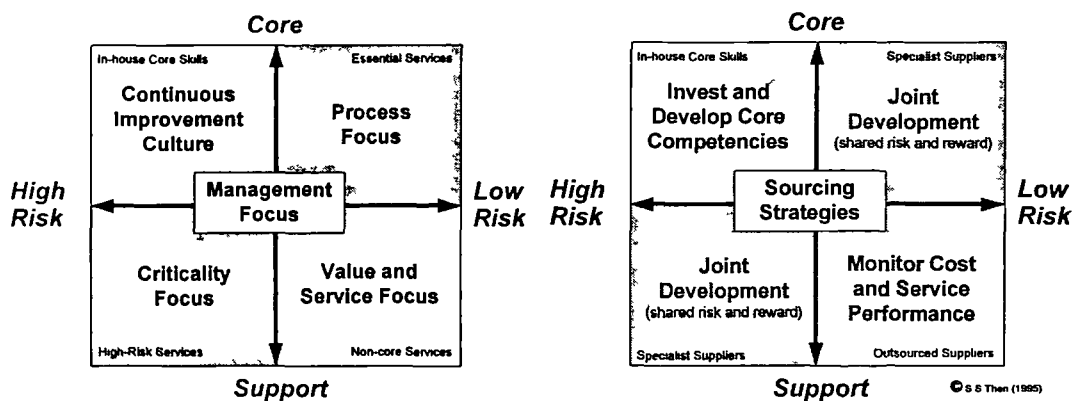 Core
In-house Core Skills
Essential Services
Continuous
Improvement
Culture
Process
Focus
High
Risk
Management
Focus
Low
Risk
Criticality
Focus
Value and
Service Focus
High-Risk Services
Non-core Services
Support
Core
In-house Core Skills
Specialist Suppliers
Invest and
Develop Core
Competencies
Joint
Development
(shared risk and reward)
High
Risk
Sourcing
Strategies
Low
Risk
Joint
Development
(shared risk and reward)
Monitor Cost
and Service
Performance
Specialist Suppliers
Outsourced Suppliers
Support
© S S Then (1995)